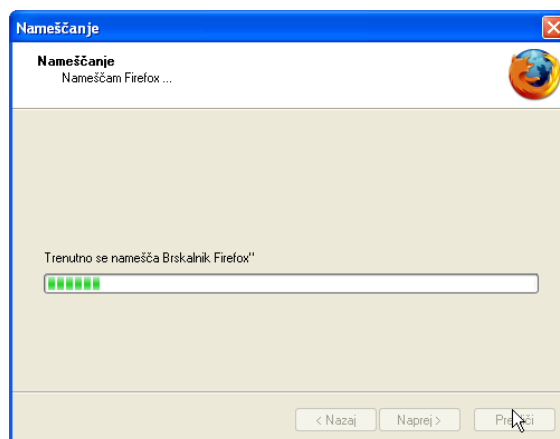 Nameščanje
Nameščanje
Nameščam Firefox ...
Trenutno se namešča Brskalnik Firefox"
< Nazaj
Naprej >